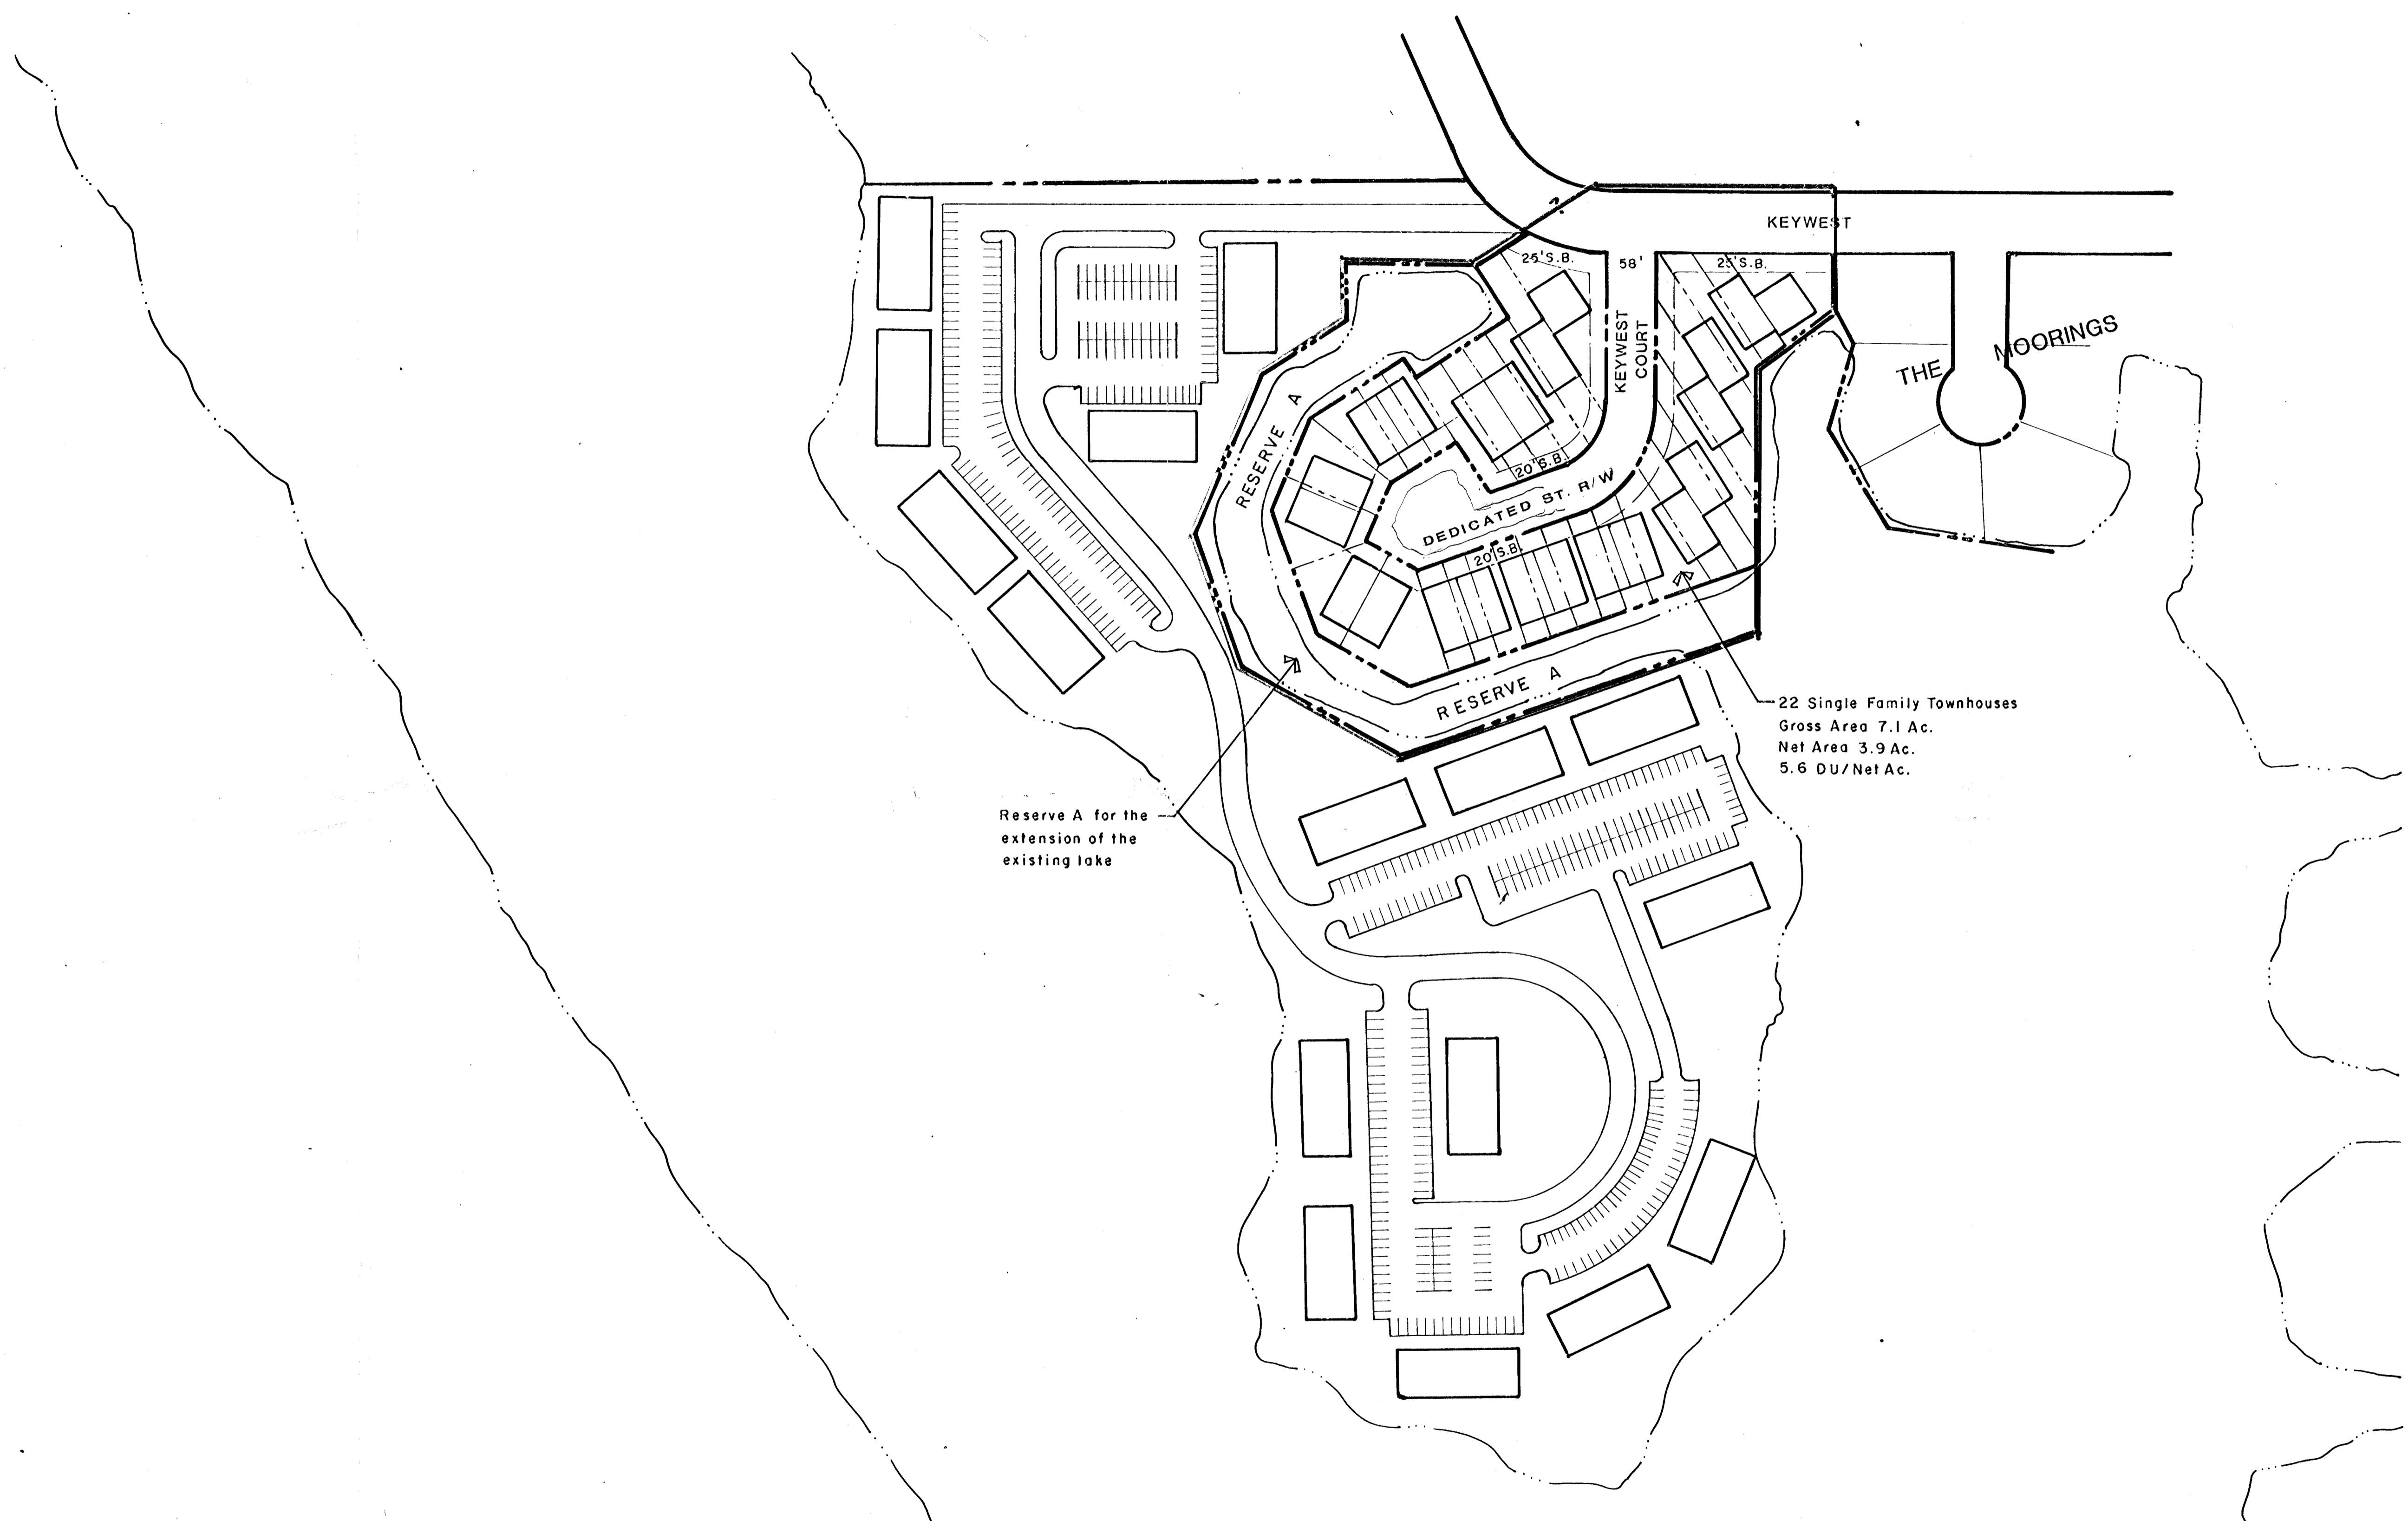 KEYWEST
25'S.B.
58'
25'S.B.
KEYWEST
COURT
THE MOORINGS
RESERVE A
20'S.B.
DEDICATED ST. R/W
20'S.B.
RESERVE A
22 Single Family Townhouses
Gross Area 7.1 Ac.
Net Area 3.9 Ac.
5.6 DU/Net Ac.
Reserve A for the
extension of the
existing lake